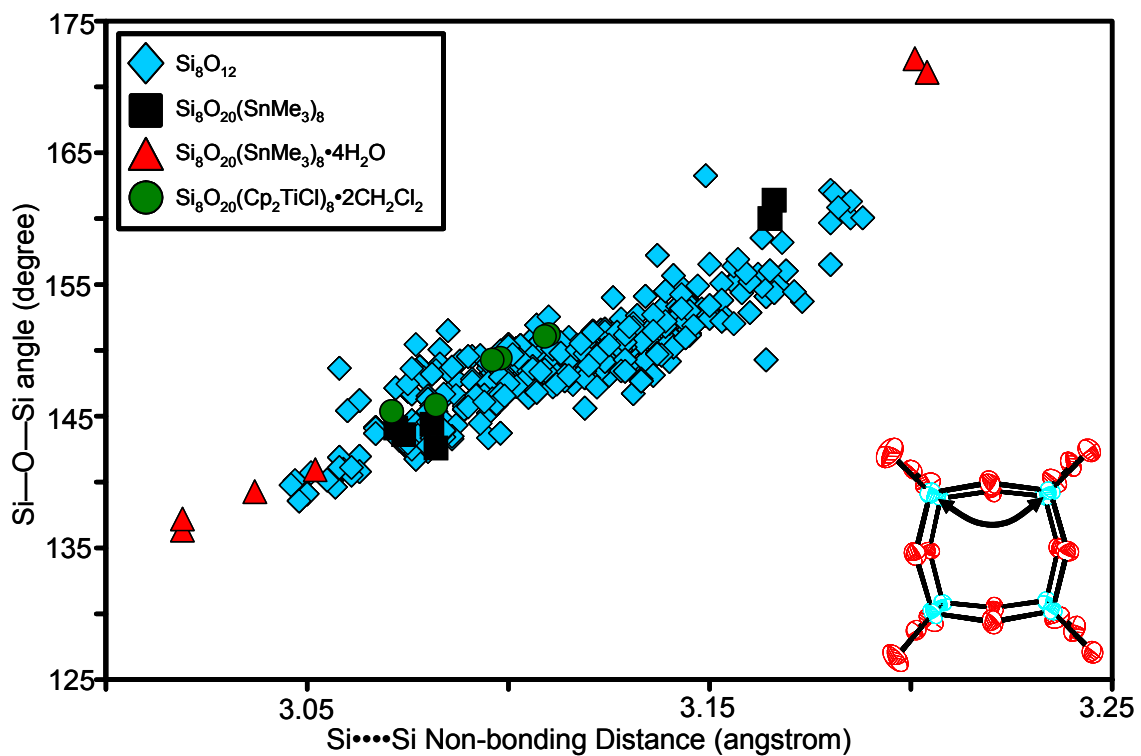 175
165
155
145
135
125
Si—O—Si angle (degree)
Si₈O₁₂
Si₈O₂₀(SnMe₃)₈
Si₈O₂₀(SnMe₃)₈•4H₂O
Si₈O₂₀(Cp₂TiCl)₈•2CH₂Cl₂
3.05
3.15
3.25
Si••••Si Non-bonding Distance (angstrom)